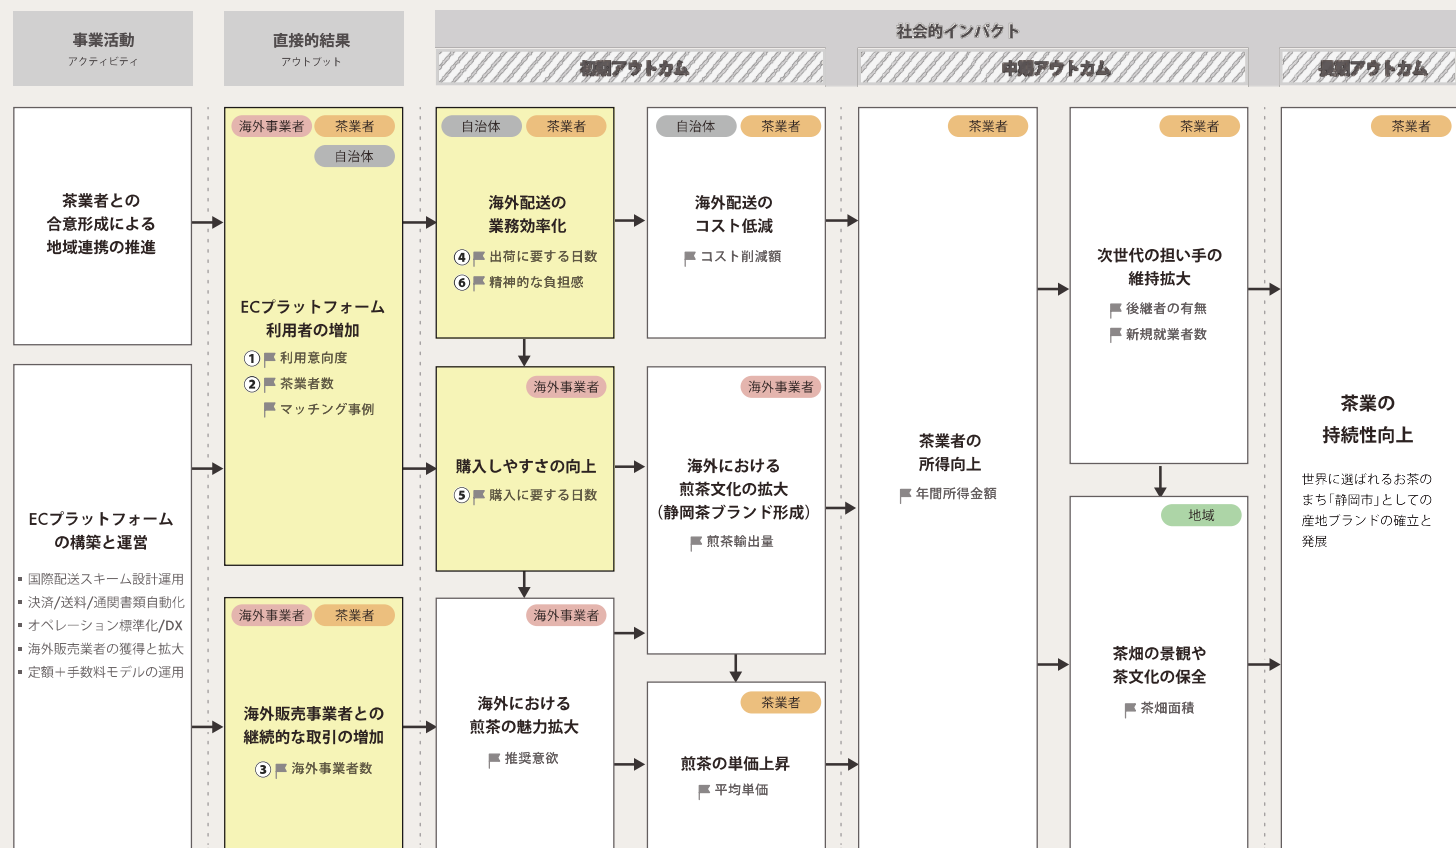 事業活動
アクティビティ
直接的結果
アウトプット
社会的インパクト
初期アウトカム
中期アウトカム
長期アウトカム
茶業者との
合意形成による
地域連携の推進
ECプラットフォーム
の構築と運営
▪ 国際配送スキーム設計運用
▪ 決済/送料/通関書類自動化
▪ オペレーション標準化/DX
▪ 海外販売業者の獲得と拡大
▪ 定額＋手数料モデルの運用
海外事業者 茶業者
自治体
ECプラットフォーム
利用者の増加
① 利用意向度
② 茶業者数
マッチング事例
海外事業者 茶業者
海外販売事業者との
継続的な取引の増加
③ 海外事業者数
自治体 茶業者
海外配送の
業務効率化
④ 出荷に要する日数
⑥ 精神的な負担感
海外事業者
購入しやすさの向上
⑤ 購入に要する日数
海外事業者
海外における
煎茶の魅力拡大
推奨意欲
自治体 茶業者
海外配送の
コスト低減
コスト削減額
海外事業者
海外における
煎茶文化の拡大
（静岡茶ブランド形成）
煎茶輸出量
茶業者
煎茶の単価上昇
平均単価
茶業者
茶業者の
所得向上
年間所得金額
茶業者
次世代の担い手の
維持拡大
後継者の有無
新規就業者数
地域
茶畑の景観や
茶文化の保全
茶畑面積
茶業者
茶業の
持続性向上
世界に選ばれるお茶の
まち「静岡市」としての
産地ブランドの確立と
発展